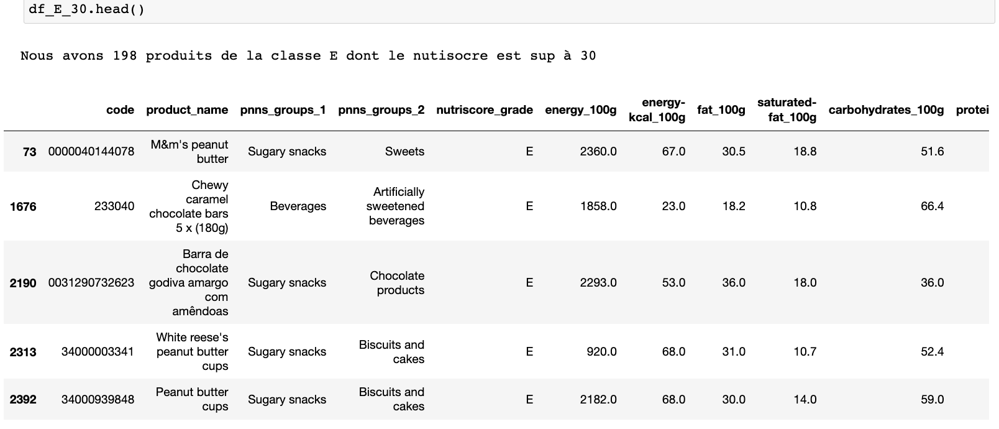 df_E_30.head()
Nous avons 198 produits de la classe E dont le nutisocre est sup à 30
code product_name pnns_groups_1 pnns_groups_2 nutriscore_grade energy_100g energy-kcal_100g fat_100g saturated-fat_100g carbohydrates_100g protei
73 0000040144078 M&m's peanut butter Sugary snacks Sweets E 2360.0 67.0 30.5 18.8 51.6
1676 233040 Chewy caramel chocolate bars 5 x (180g) Beverages Artificially sweetened beverages E 1858.0 23.0 18.2 10.8 66.4
2190 0031290732623 Barra de chocolate godiva amargo com amêndoas Sugary snacks Chocolate products E 2293.0 53.0 36.0 18.0 36.0
2313 34000003341 White reese's peanut butter cups Sugary snacks Biscuits and cakes E 920.0 68.0 31.0 10.7 52.4
2392 34000939848 Peanut butter cups Sugary snacks Biscuits and cakes E 2182.0 68.0 30.0 14.0 59.0